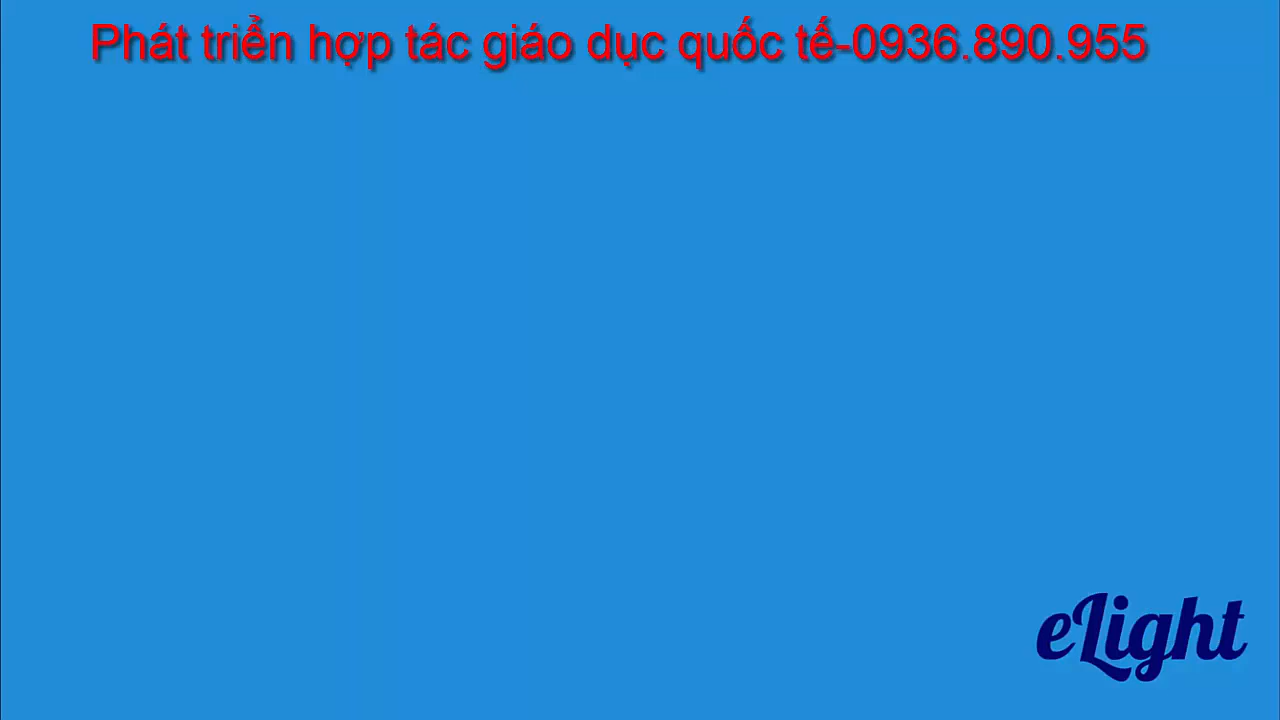 Phát triển hợp tác giáo dục quốc tế-0936.890.955
eLight